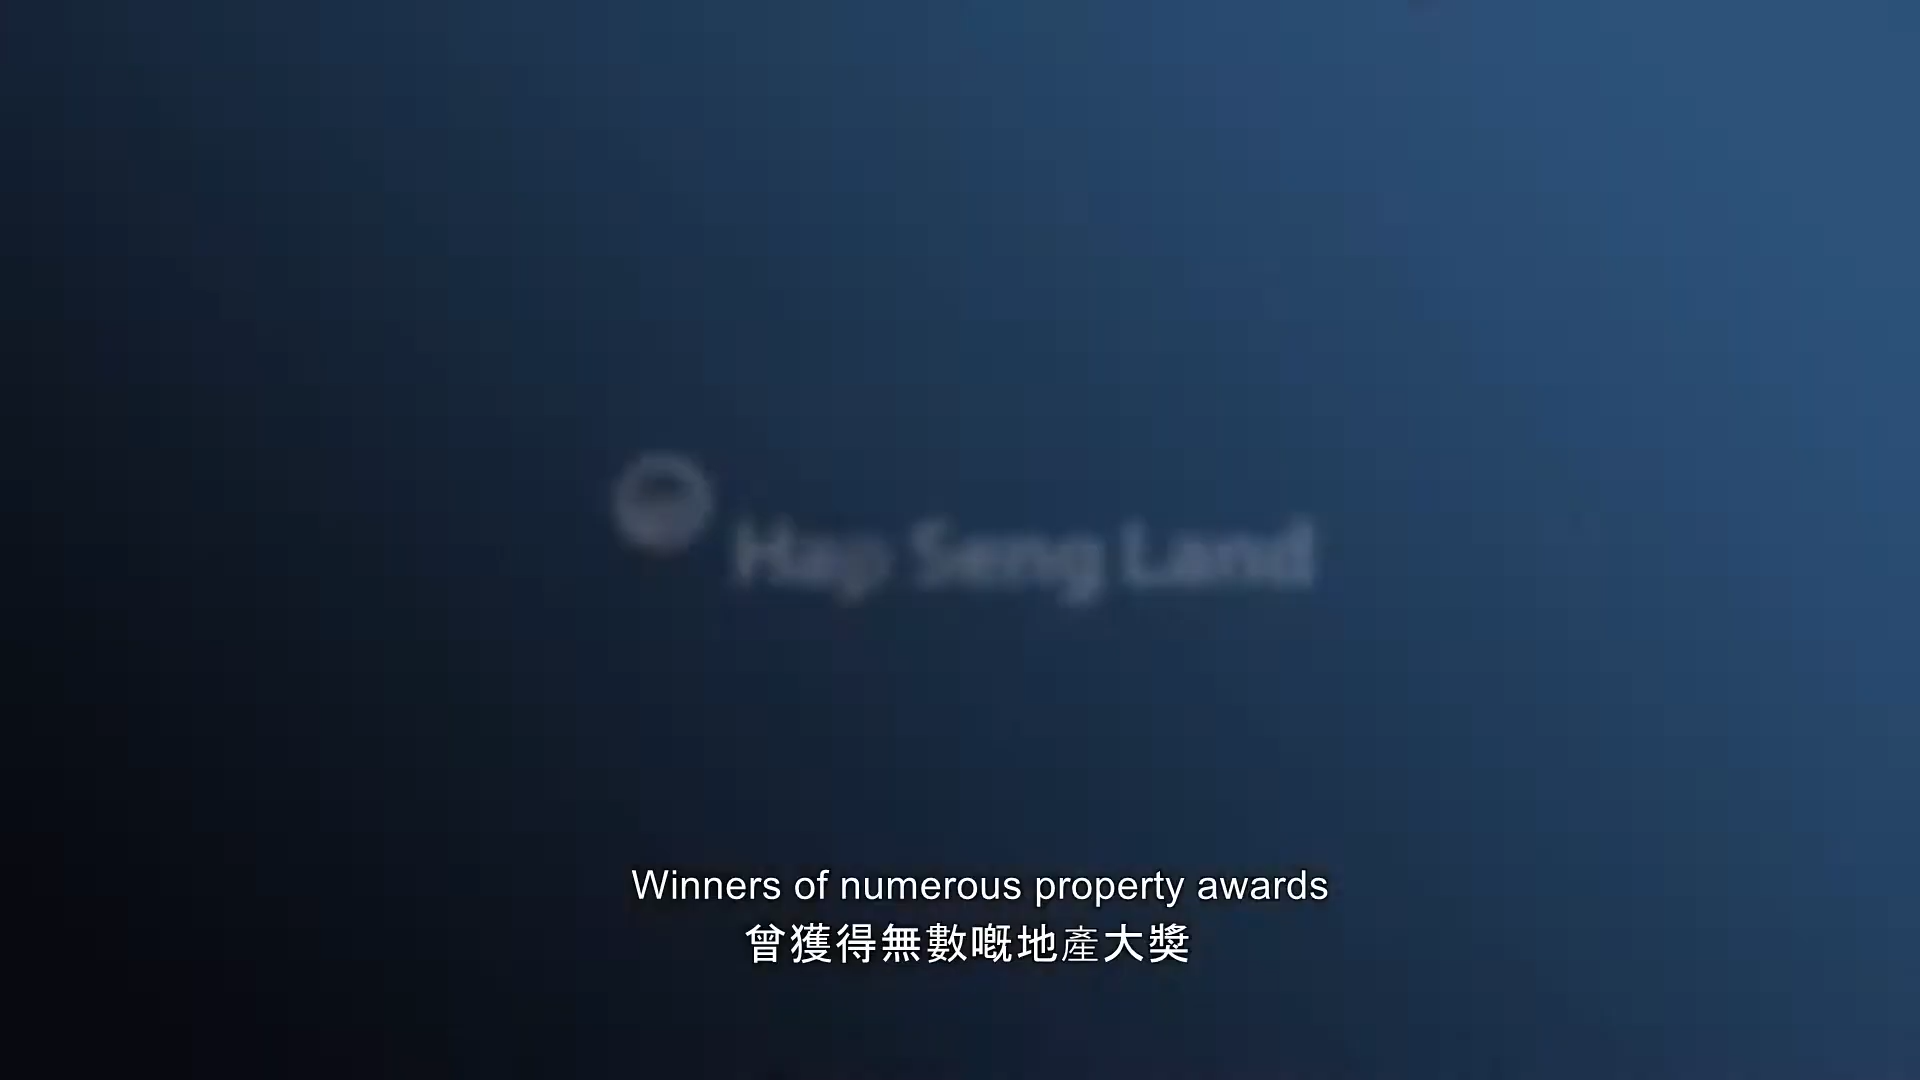 Hap Seng Land
Winners of numerous property awards
曾獲得無數嘅地產大獎